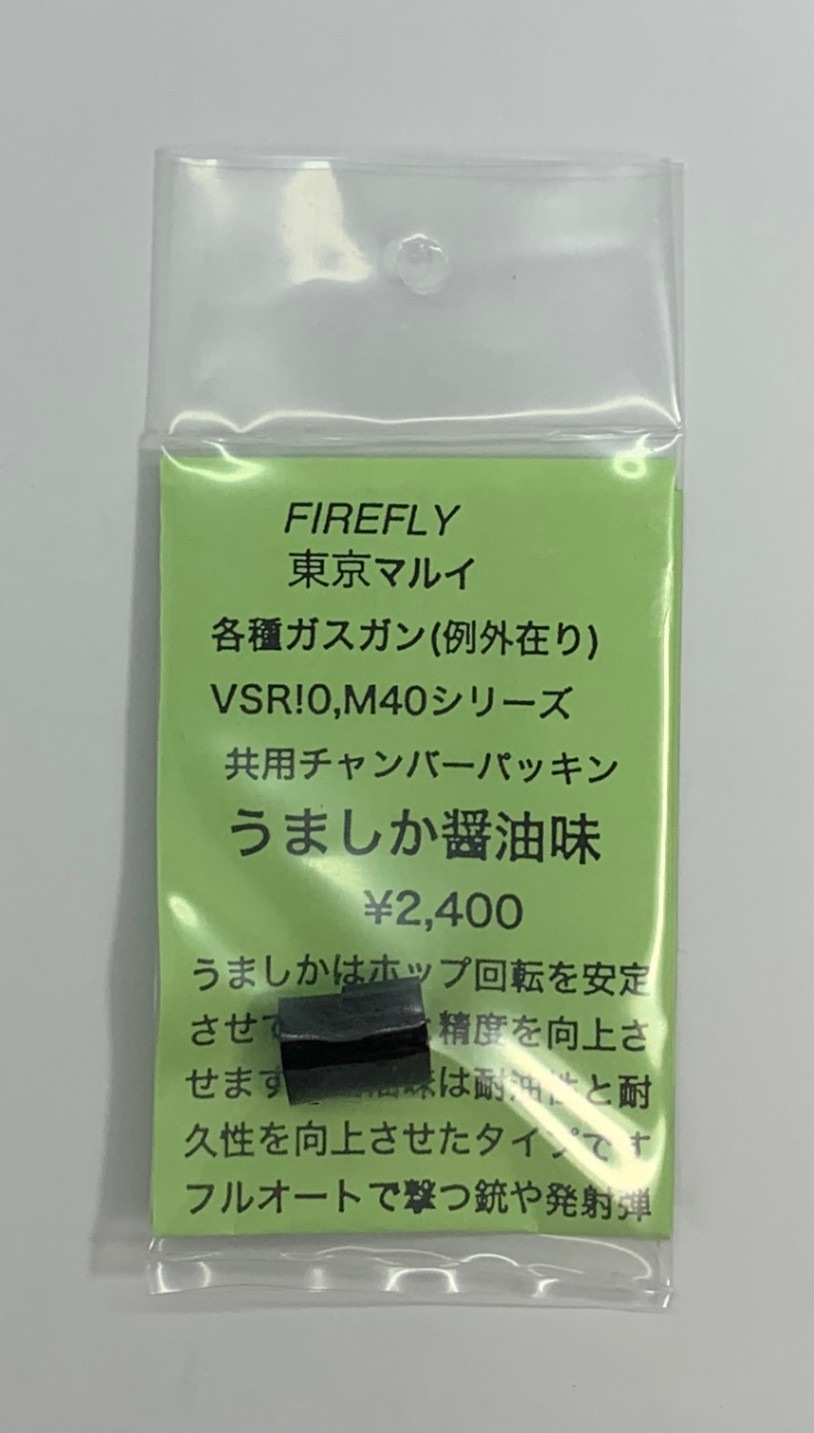 FIREFLY
東京マルイ
各種ガスガン(例外在り)
VSR!0,M40シリーズ
共用チャンバーパッキン
うましか醤油味
¥2,400
うましかはホップ回転を安定
させて 精度を向上さ
せます 油味は耐油性と耐
久性を向上させたタイプです
フルオートで撃つ銃や発射弾